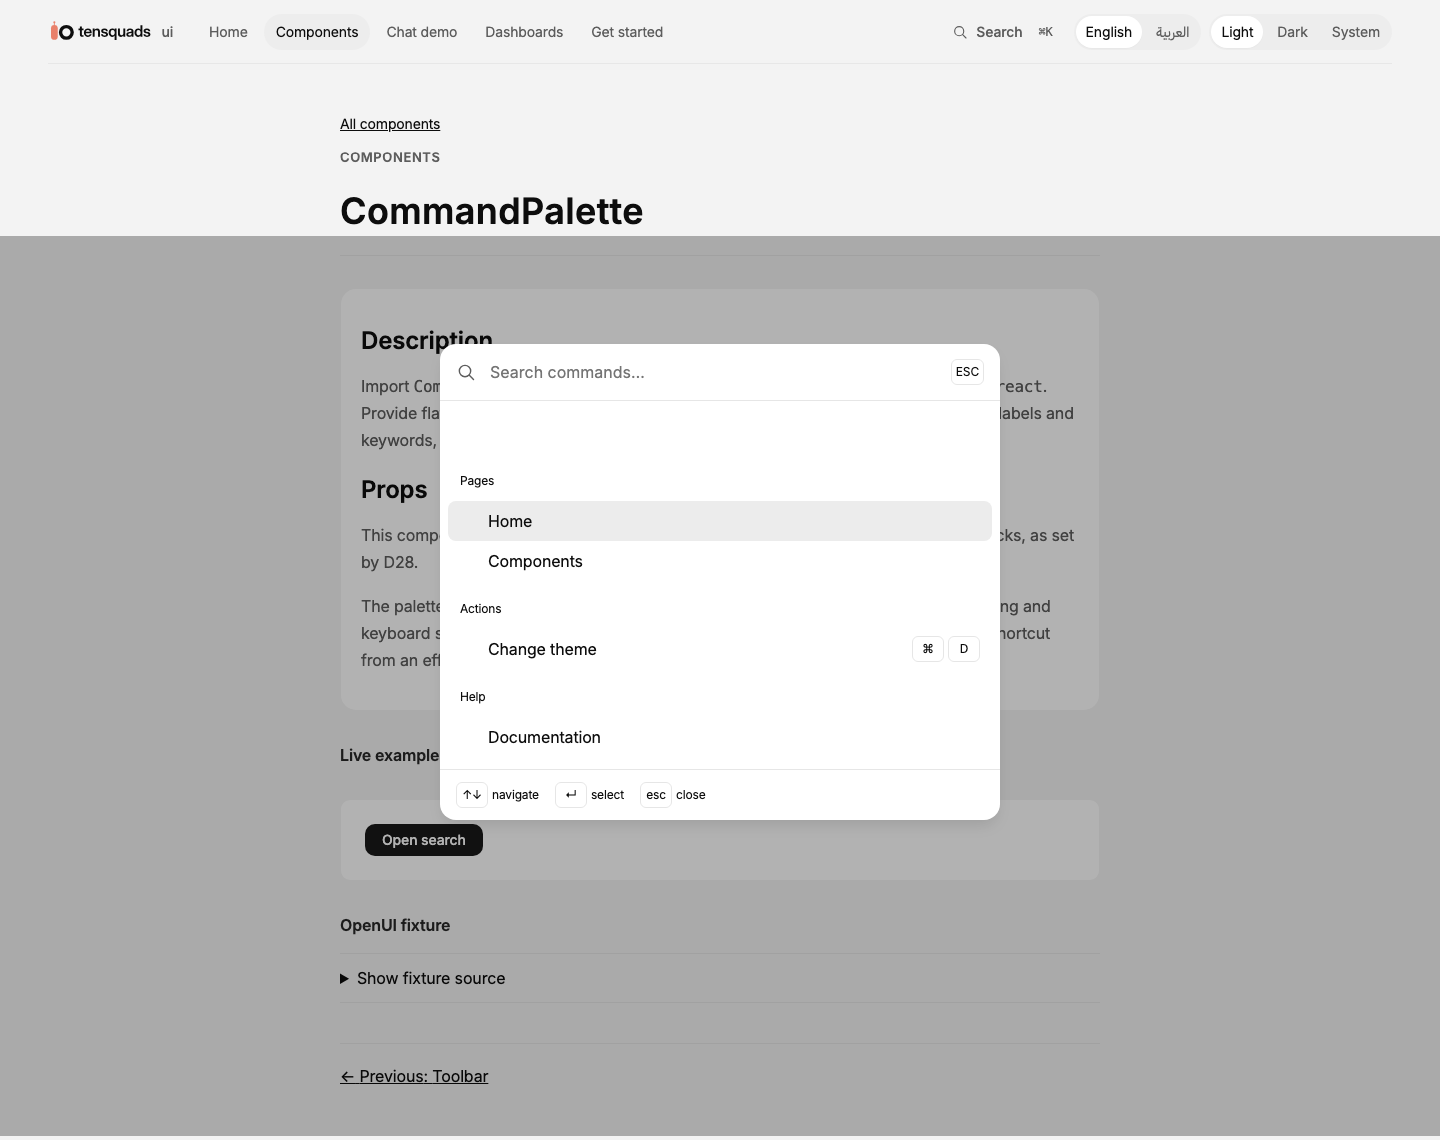 tensquads ui Home Components Chat demo Dashboards Get started Search ⌘K English العربية Light Dark System
All components
COMPONENTS
CommandPalette
Description
Import Com
react.
Provide fla
labels and
keywords,
Props
This comp
cks, as set
by D28.
The palette
ng and
keyboard s
hortcut
from an eff
Search commands... ESC
Pages
Home
Components
Actions
Change theme ⌘ D
Help
Documentation
↑↓ navigate ↵ select esc close
Live example
Open search
OpenUI fixture
▶ Show fixture source
← Previous: Toolbar